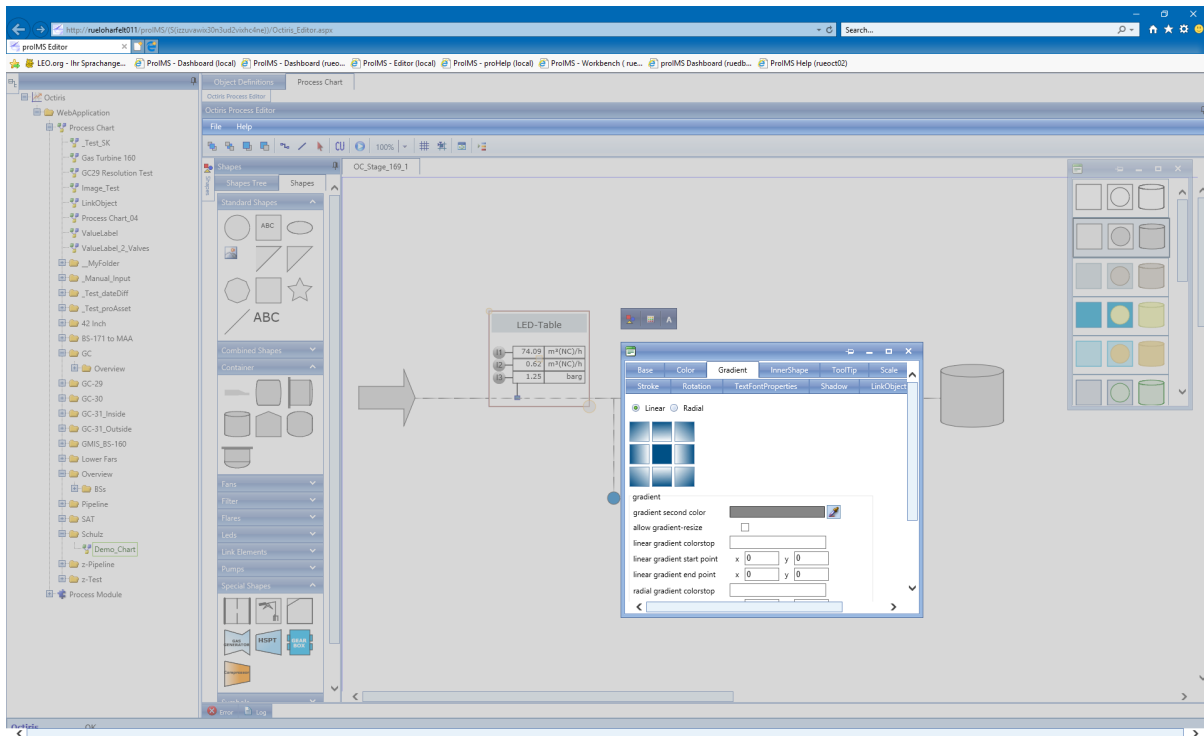 http://rueloharfelt011/proIMS/(S(izzuvawix30n3ud2vixhc4ne))/Octiris_Editor.aspx
Search...
proIMS Editor
LEO.org - Ihr Sprachange...
ProIMS - Dashboard (local)
ProIMS - Dashboard (rueo...
ProIMS - Editor (local)
ProIMS - proHelp (local)
ProIMS - Workbench ( rue...
proIMS Dashboard (ruedb...
ProIMS Help (rueoct02)
Octiris
WebApplication
Process Chart
_Test_SK
Gas Turbine 160
GC29 Resolution Test
Image_Test
LinkObject
Process Chart_04
ValueLabel
ValueLabel_2_Valves
__MyFolder
_Manual_Input
_Test_dateDiff
_Test_proAsset
42 Inch
BS-171 to MAA
GC
Overview
GC-29
GC-30
GC-31_Inside
GC-31_Outside
GMIS_BS-160
Lower Fars
Overview
BSs
Pipeline
SAT
Schulz
Demo_Chart
z-Pipeline
z-Test
Process Module
Object Definitions
Process Chart
Octiris Process Editor
Octiris Process Editor
File Help
100%
Shapes
Shapes
Shapes Tree
Shapes
Standard Shapes
ABC
ABC
Combined Shapes
Container
Fans
Filter
Flares
Leds
Link Elements
Pumps
Special Shapes
GAS GENERATOR
HSPT
GEAR BOX
Compressor
Error
Log
OC_Stage_169_1
LED-Table
I1 74.09 m³(NC)/h
I2 0.62 m³(NC)/h
I3 1.25 barg
A
Base Color Gradient InnerShape ToolTip Scale
Stroke Rotation TextFontProperties Shadow LinkObject
Linear Radial
gradient
gradient second color
allow gradient-resize
linear gradient colorstop
linear gradient start point x 0 y 0
linear gradient end point x 0 y 0
radial gradient colorstop
Octiris OK